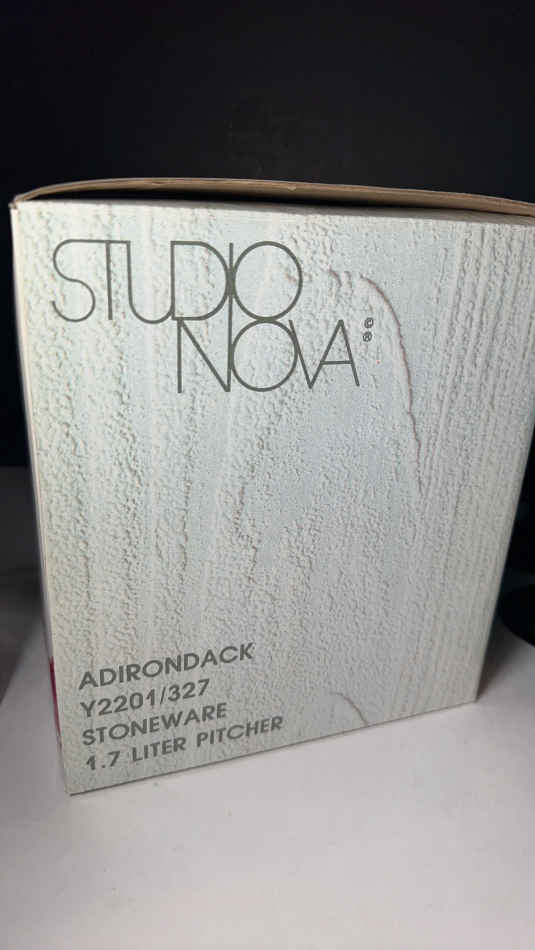 STUDIO
NOVA
©
®
ADIRONDACK
Y2201/327
STONEWARE
1.7 LITER PITCHER